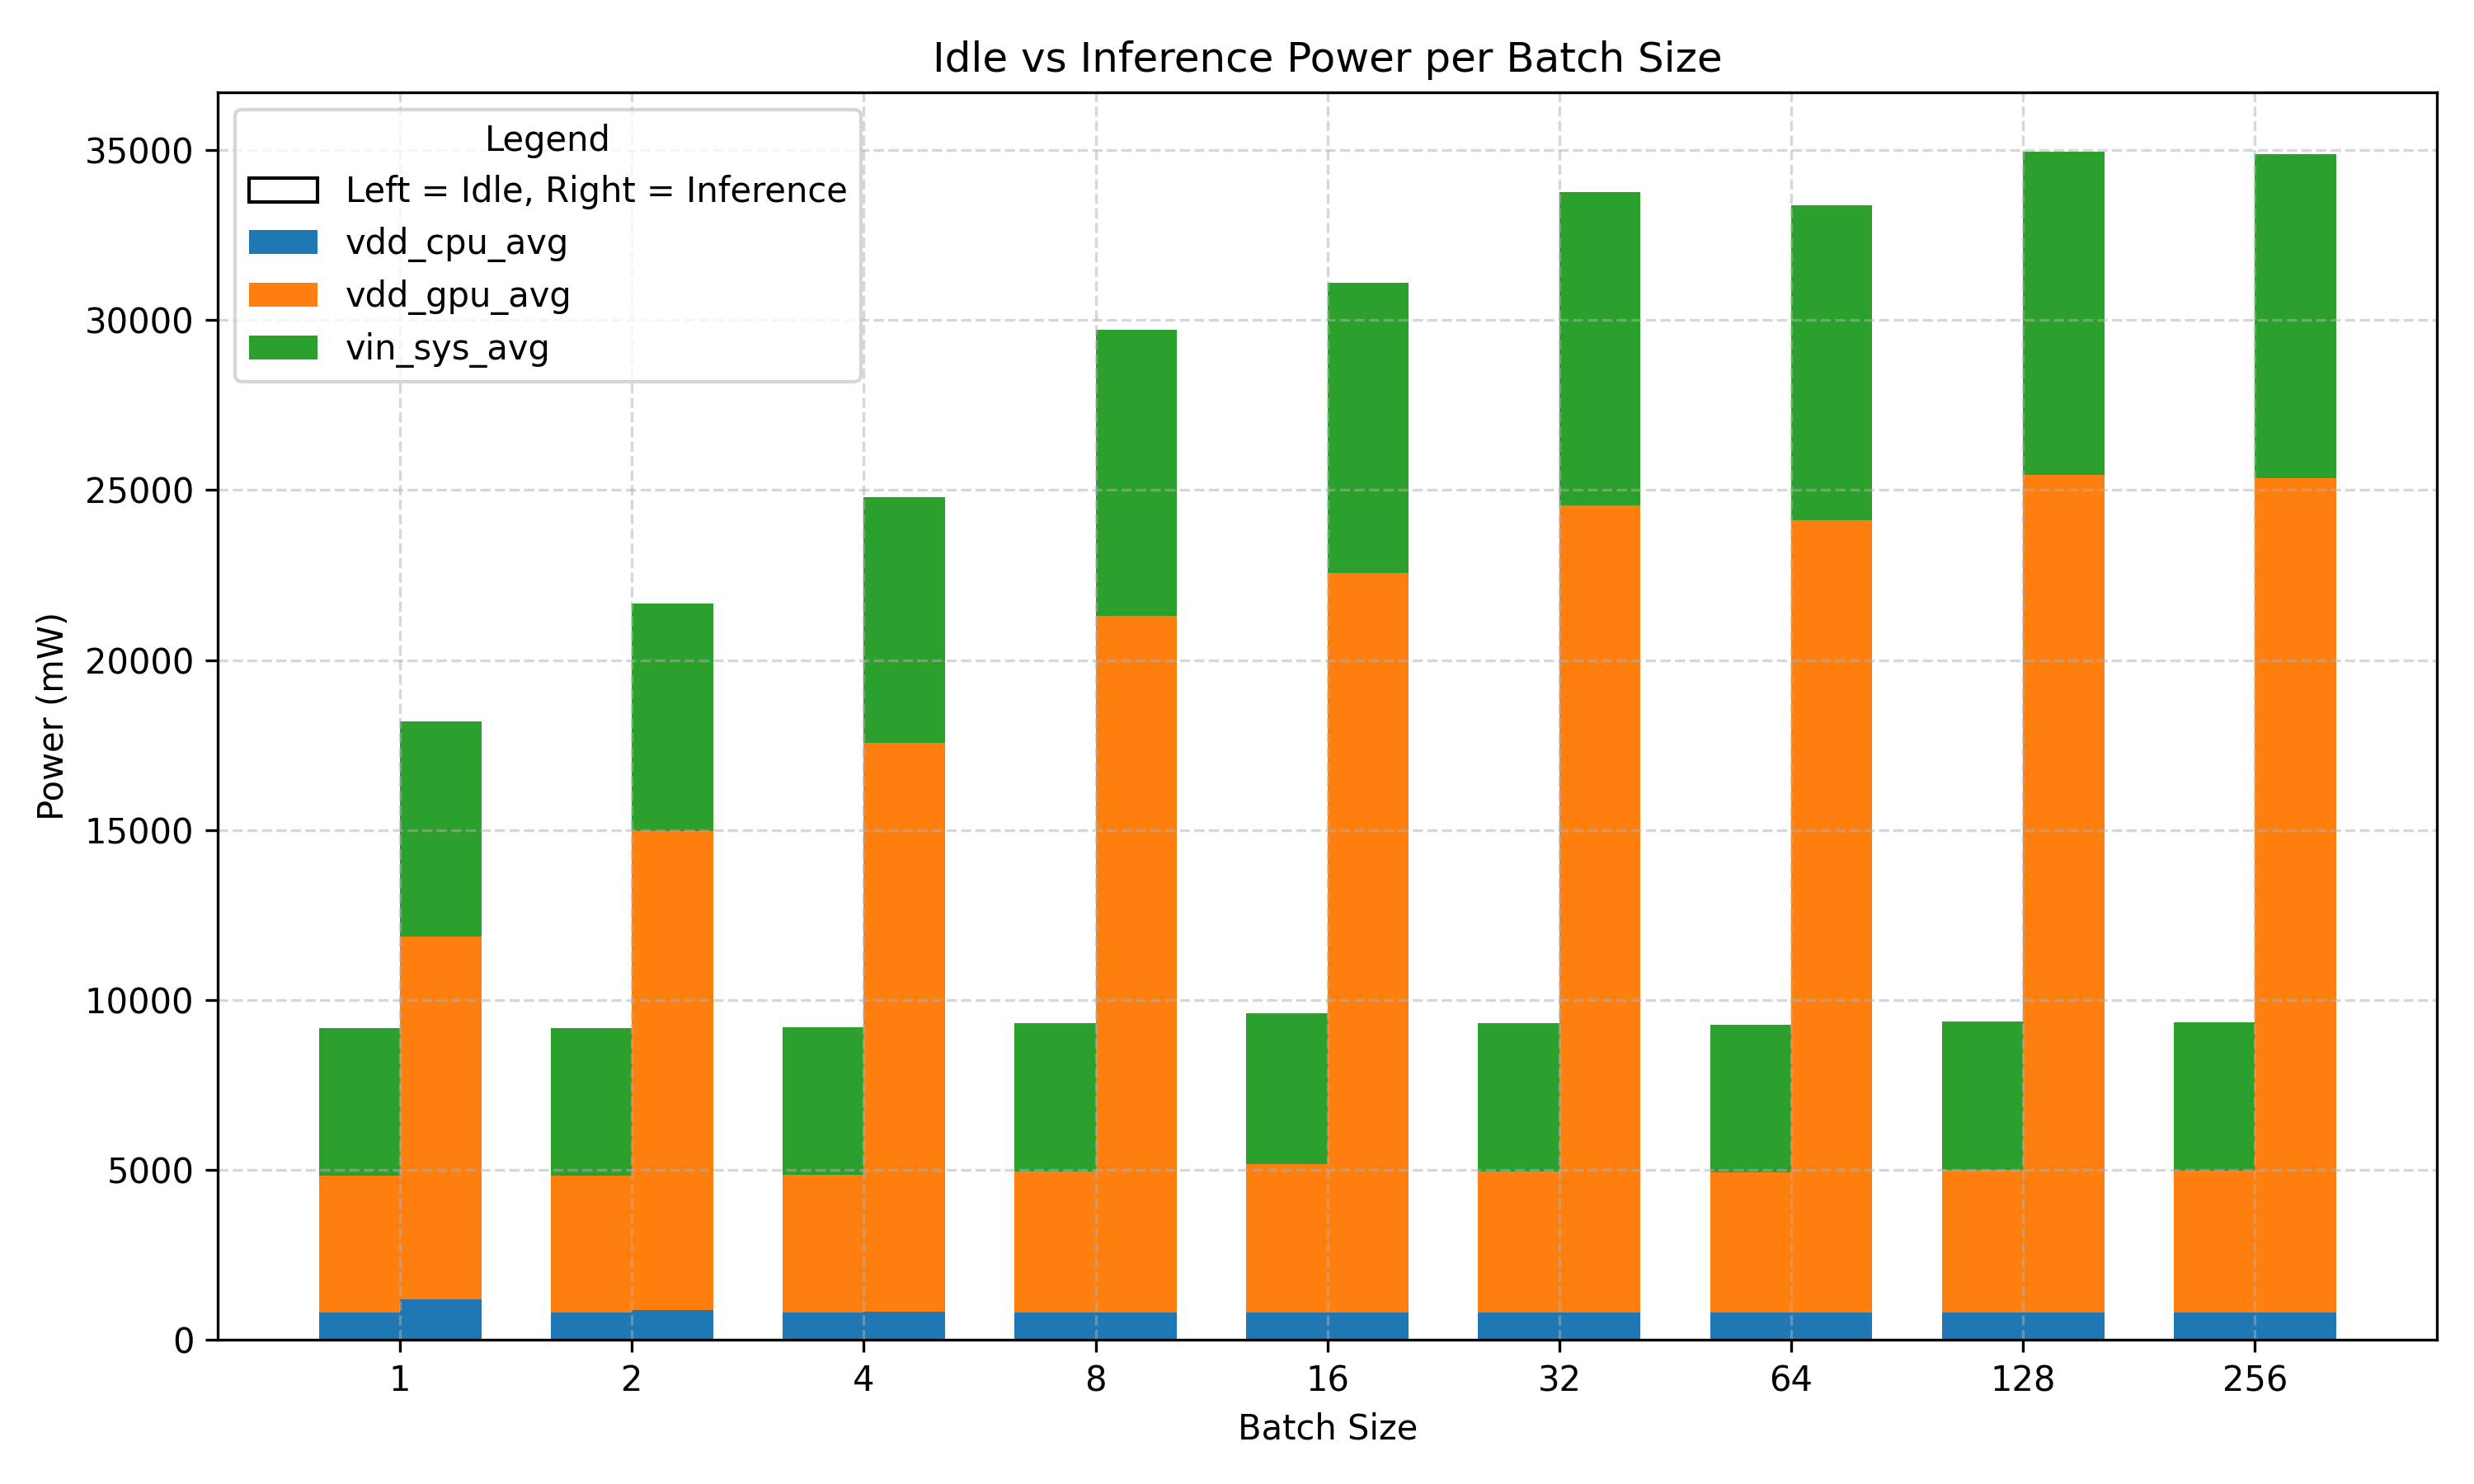 Idle vs Inference Power per Batch Size
Legend
Left = Idle, Right = Inference
vdd_cpu_avg
vdd_gpu_avg
vin_sys_avg
Power (mW)
35000
30000
25000
20000
15000
10000
5000
0
1 2 4 8 16 32 64 128 256
Batch Size